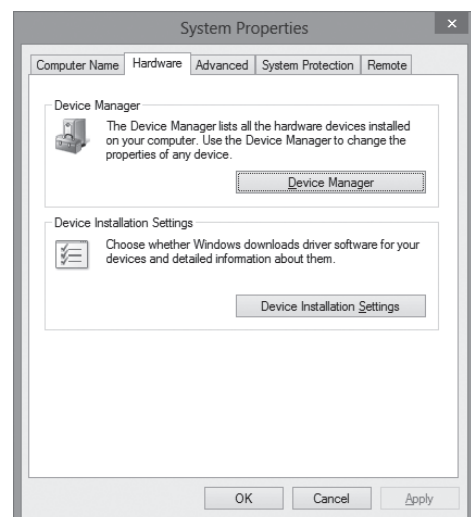 System Properties
×
Computer Name Hardware Advanced System Protection Remote
Device Manager
The Device Manager lists all the hardware devices installed
on your computer. Use the Device Manager to change the
properties of any device.
Device Manager
Device Installation Settings
Choose whether Windows downloads driver software for your
devices and detailed information about them.
Device Installation Settings
OK Cancel Apply